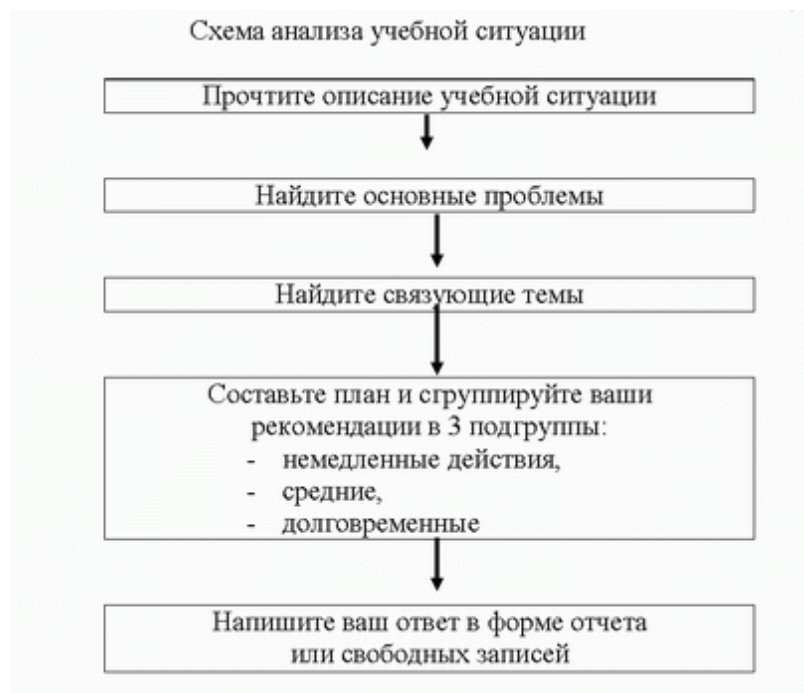 Схема анализа учебной ситуации
Прочтите описание учебной ситуации
Найдите основные проблемы
Найдите связующие темы
Составьте план и сгруппируйте ваши
рекомендации в 3 подгруппы:
- немедленные действия,
- средние,
- долговременные
Напишите ваш ответ в форме отчета
или свободных записей